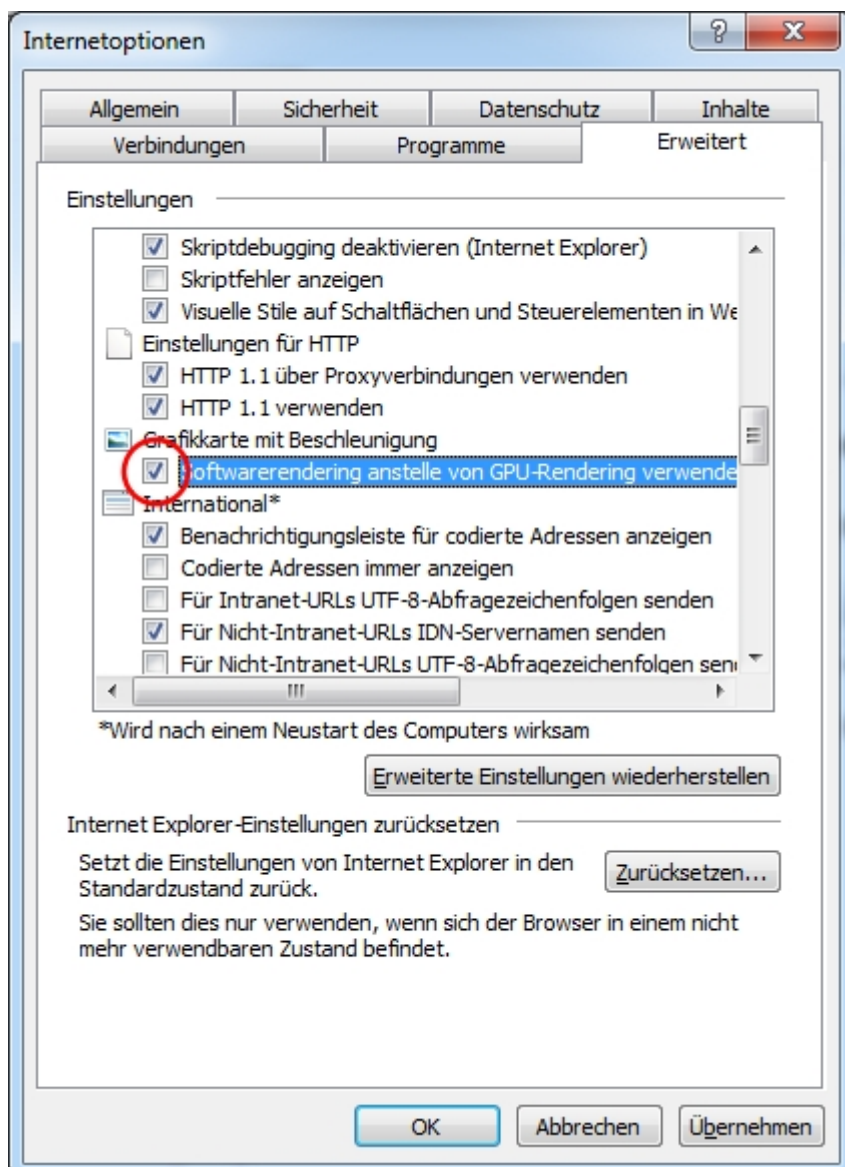 Internetoptionen
Allgemein Sicherheit Datenschutz Inhalte
Verbindungen Programme Erweitert
Einstellungen
Skriptdebugging deaktivieren (Internet Explorer)
Skriptfehler anzeigen
Visuelle Stile auf Schaltflächen und Steuerelementen in We
Einstellungen für HTTP
HTTP 1.1 über Proxyverbindungen verwenden
HTTP 1.1 verwenden
Grafikkarte mit Beschleunigung
Softwarerendering anstelle von GPU-Rendering verwende
International*
Benachrichtigungsleiste für codierte Adressen anzeigen
Codierte Adressen immer anzeigen
Für Intranet-URLs UTF-8-Abfragezeichenfolgen senden
Für Nicht-Intranet-URLs IDN-Servernamen senden
Für Nicht-Intranet-URLs UTF-8-Abfragezeichenfolgen sen
*Wird nach einem Neustart des Computers wirksam
Erweiterte Einstellungen wiederherstellen
Internet Explorer-Einstellungen zurücksetzen
Setzt die Einstellungen von Internet Explorer in den
Standardzustand zurück.
Zurücksetzen...
Sie sollten dies nur verwenden, wenn sich der Browser in einem nicht
mehr verwendbaren Zustand befindet.
OK Abbrechen Übernehmen